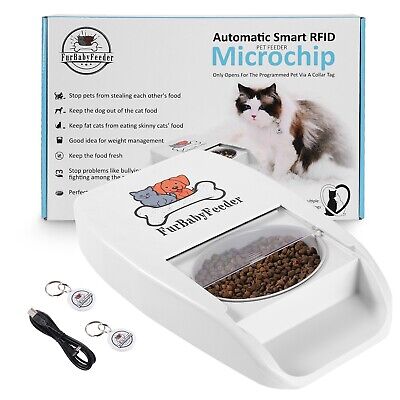 FurBabyFeeder
Automatic Smart RFID
PET FEEDER
Microchip
Only Opens For The Programmed Pet Via A Collar Tag
Stop pets from stealing each other's food
Keep the dog out of the cat food
Keep fat cats from eating skinny cats' food
Good idea for weight management
Keep the food fresh
Stop problems like bullying
fighting among the
Perfec
FurBabyFeeder